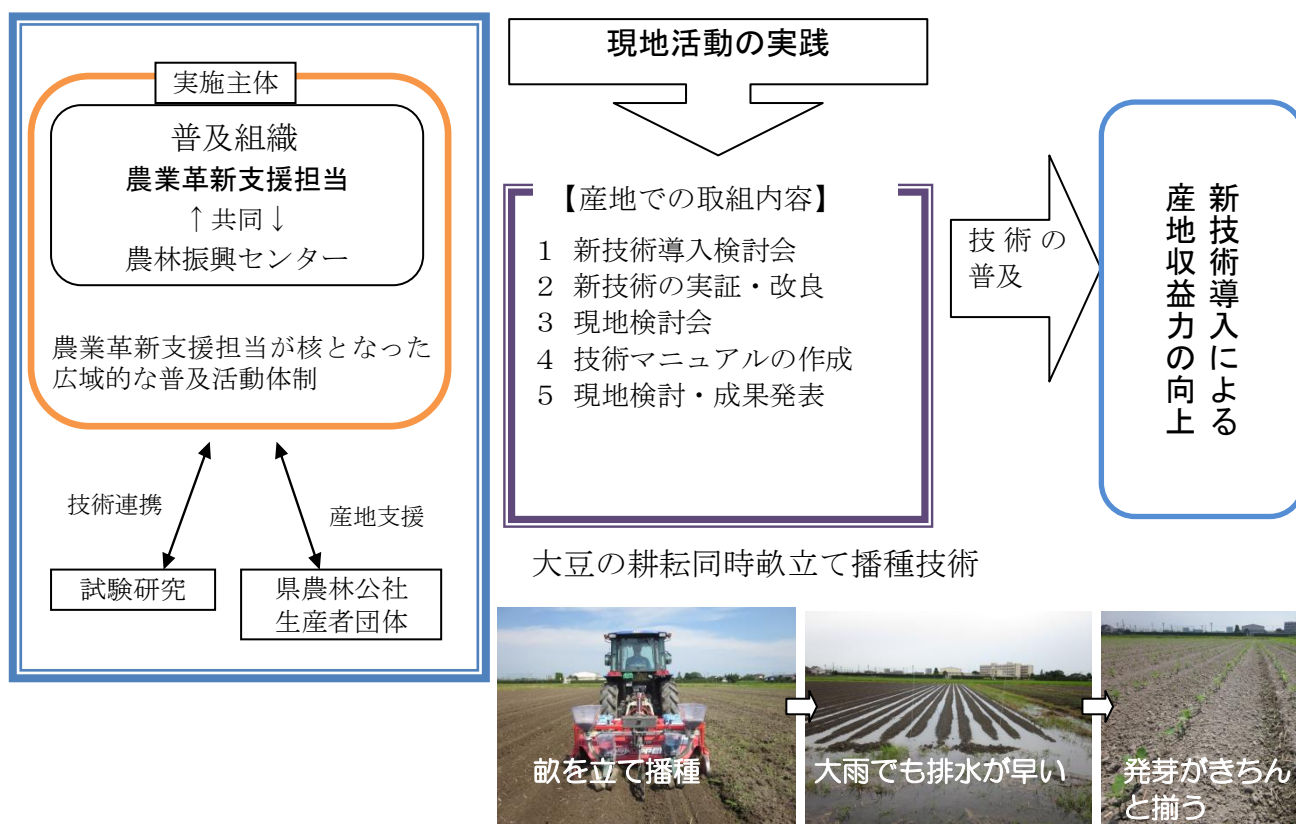 実施主体
普及組織
農業革新支援担当
↑共同↓
農林振興センター
農業革新支援担当が核となった
広域的な普及活動体制
技術連携
産地支援
試験研究
県農林公社
生産者団体
現地活動の実践
【産地での取組内容】
1 新技術導入検討会
2 新技術の実証・改良
3 現地検討会
4 技術マニュアルの作成
5 現地検討・成果発表
技術の
普及
新技術導入による
産地収益力の向上
大豆の耕耘同時畝立て播種技術
畝を立て播種
大雨でも排水が早い
発芽がきちん
と揃う